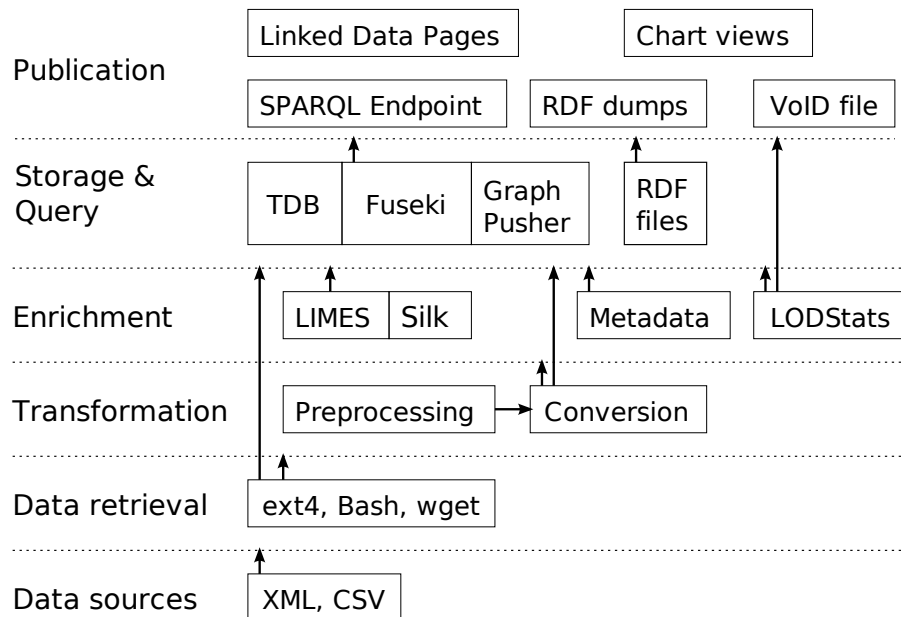 Linked Data Pages
Chart views
Publication
SPARQL Endpoint
RDF dumps
VoID file
Storage &
Query
TDB
Fuseki
Graph
Pusher
RDF
files
Enrichment
LIMES
Silk
Metadata
LODStats
Transformation
Preprocessing
Conversion
Data retrieval
ext4, Bash, wget
Data sources
XML, CSV